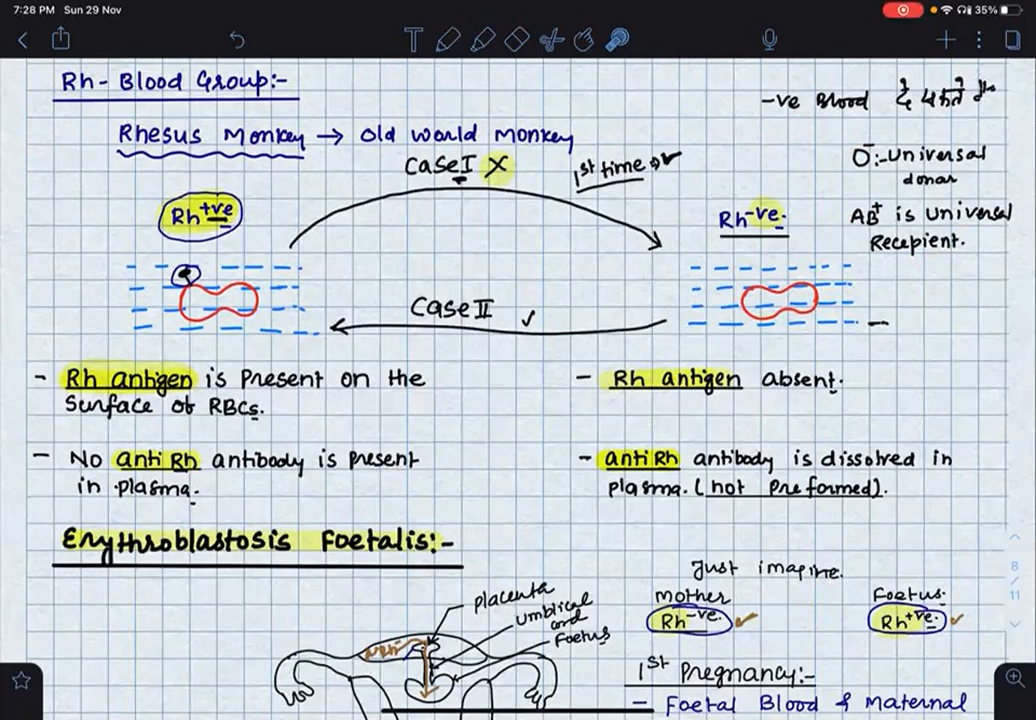 7:28 PM Sun 29 Nov
35%
Rh- Blood Group:-
-ve Blood
Rhesus Monkey → old world monkey
Case I X
1st time
O-:-Universal
donar
Rh+ve
Rh-ve.
AB+ is Universal
Recepient.
Case II ✓
- Rh antigen is present on the
Surface of RBCs.
- Rh antigen absent.
- No anti Rh antibody is present
in plasma.
- anti Rh antibody is dissolved in
plasma. (not preformed).
Erythroblastosis Foetalis:-
Just imagine.
mother
Foetus.
Rh-ve. ✓
Rh+ve. ✓
Placenta
Umblical
cord
Foetus
1st Pregnancy:-
- Foetal Blood & Maternal
8
/
11